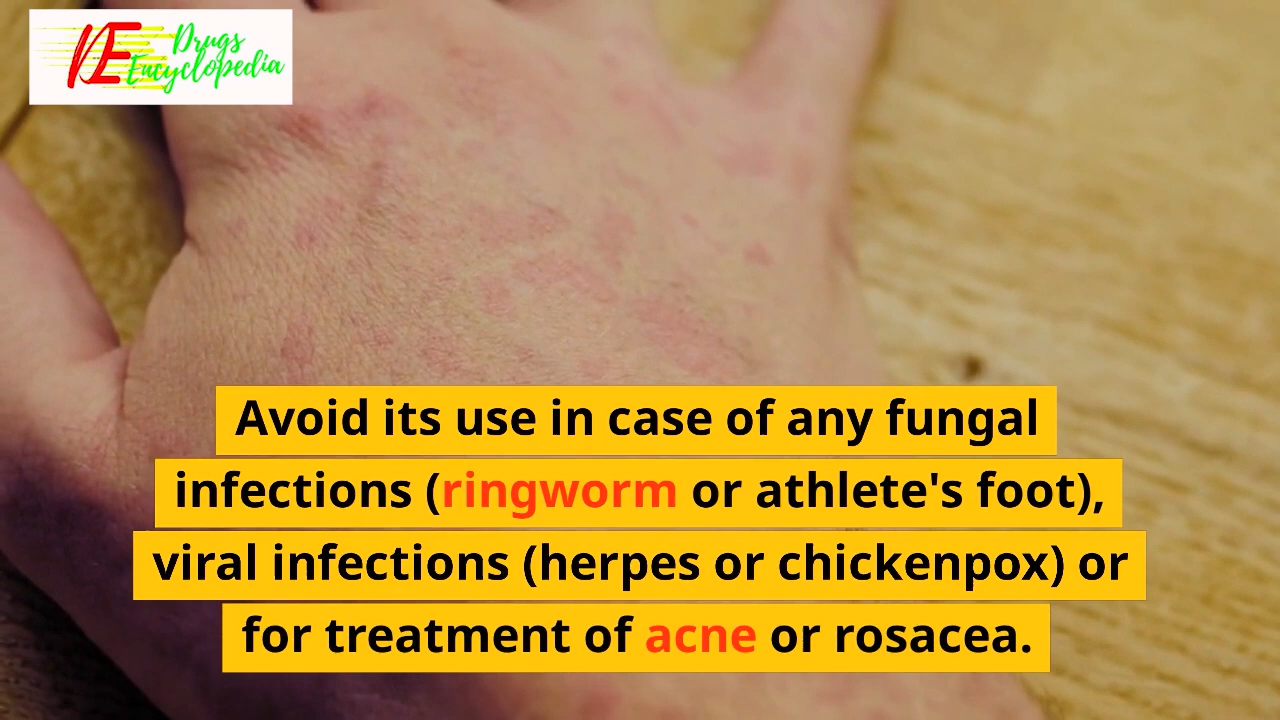 DE Drugs
Encyclopedia
Avoid its use in case of any fungal
infections (ringworm or athlete's foot),
viral infections (herpes or chickenpox) or
for treatment of acne or rosacea.